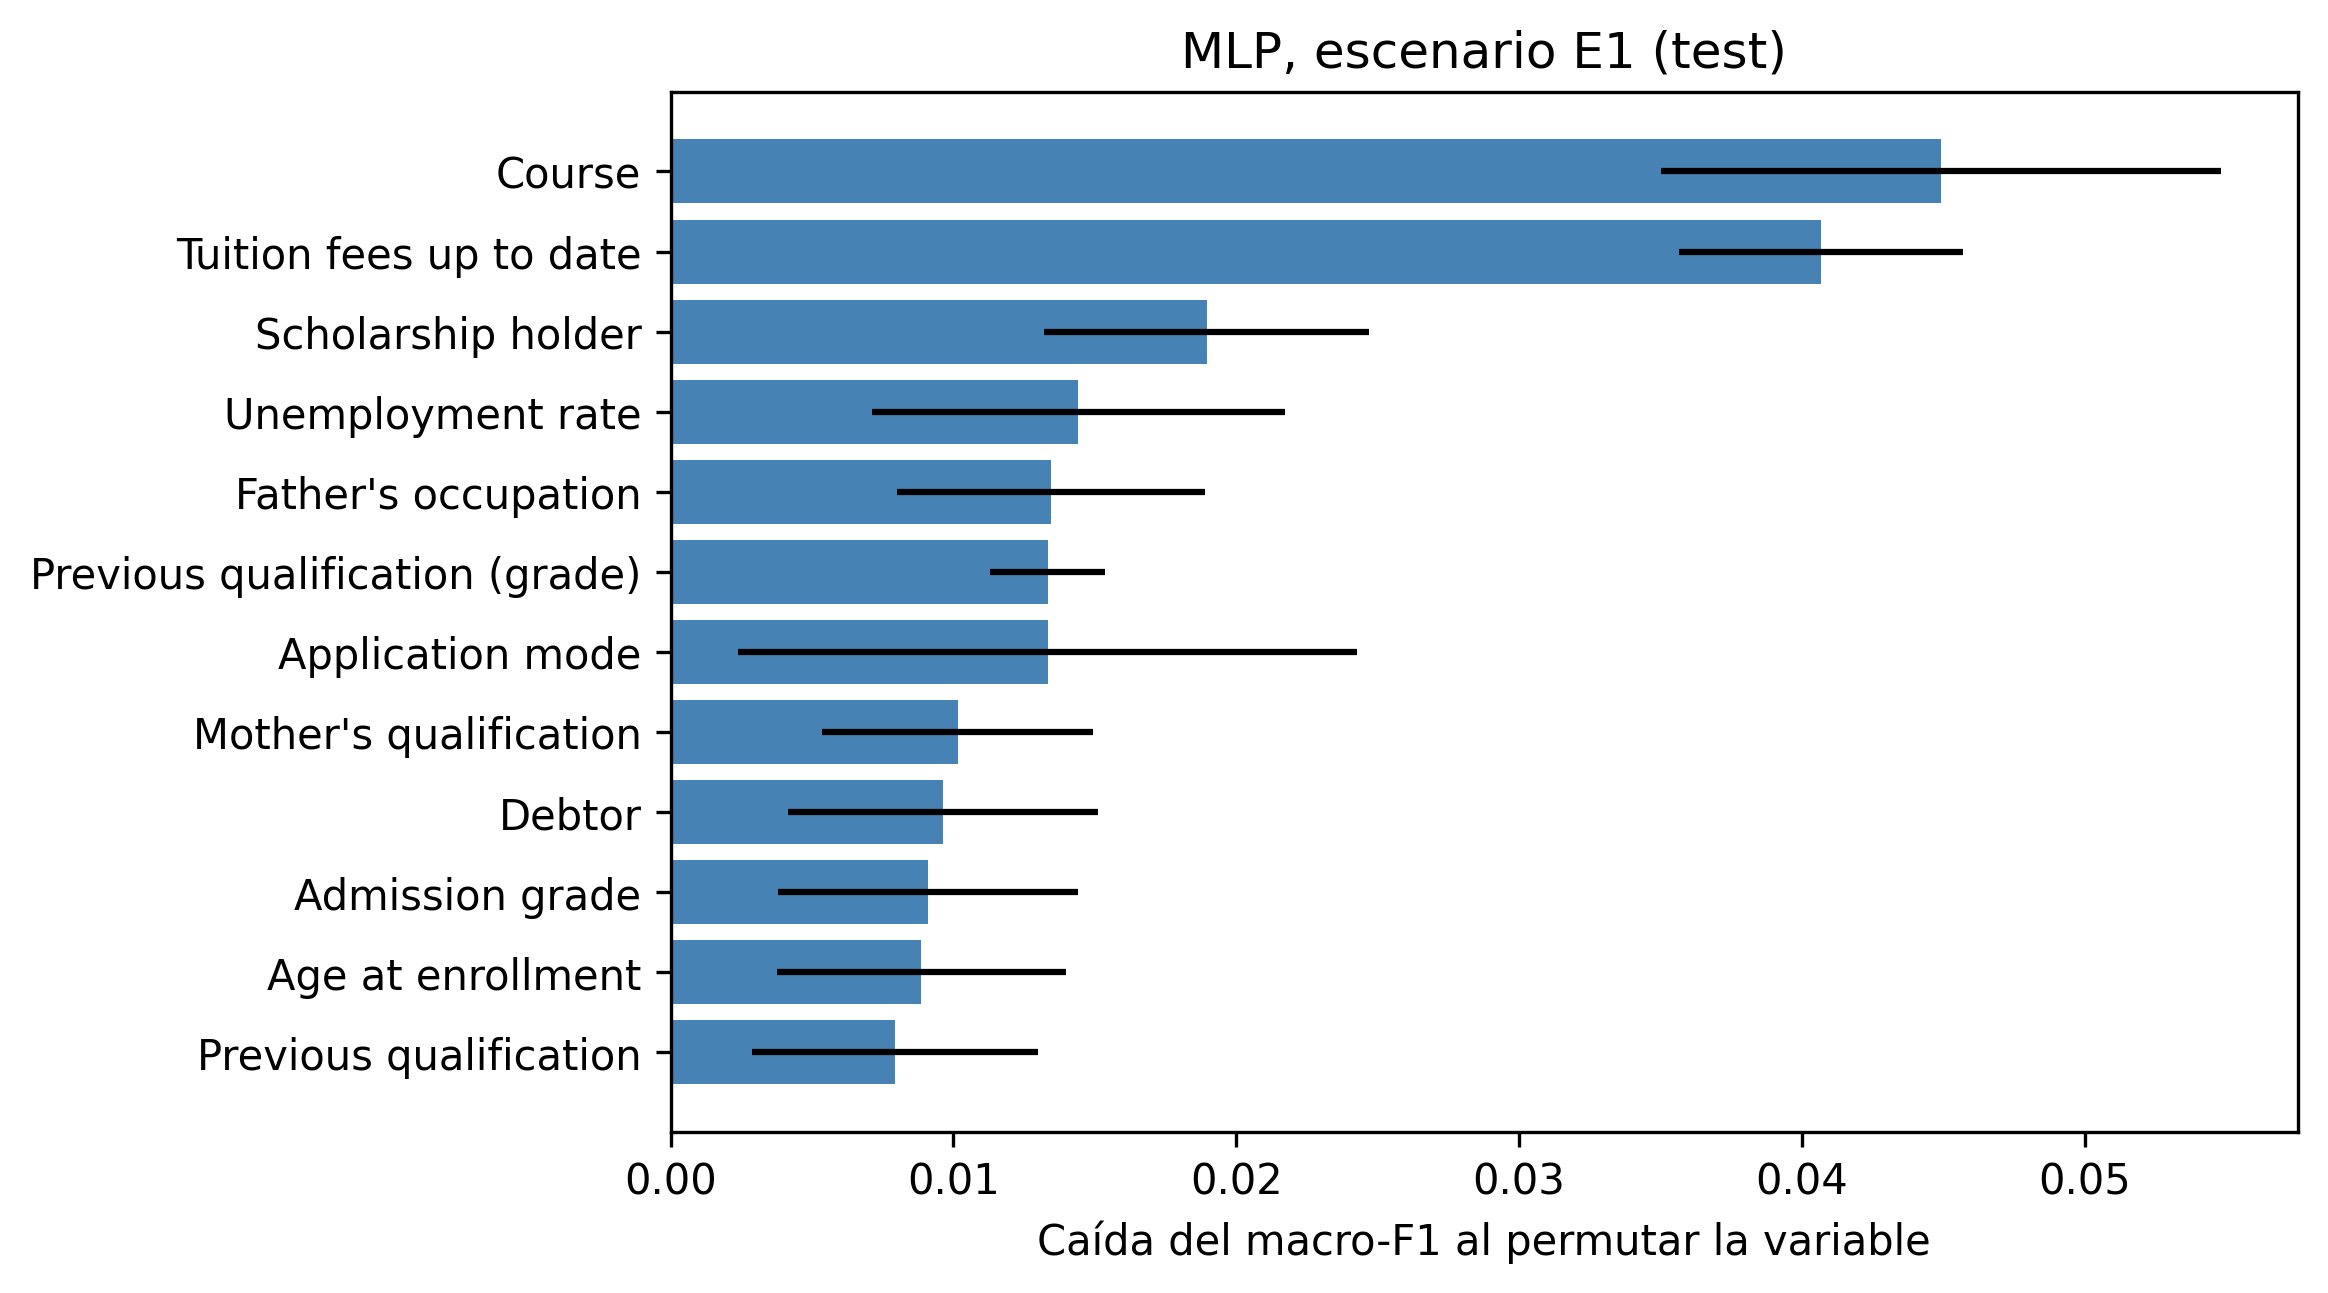 MLP, escenario E1 (test)
Course
Tuition fees up to date
Scholarship holder
Unemployment rate
Father's occupation
Previous qualification (grade)
Application mode
Mother's qualification
Debtor
Admission grade
Age at enrollment
Previous qualification
0.00 0.01 0.02 0.03 0.04 0.05
Caída del macro-F1 al permutar la variable